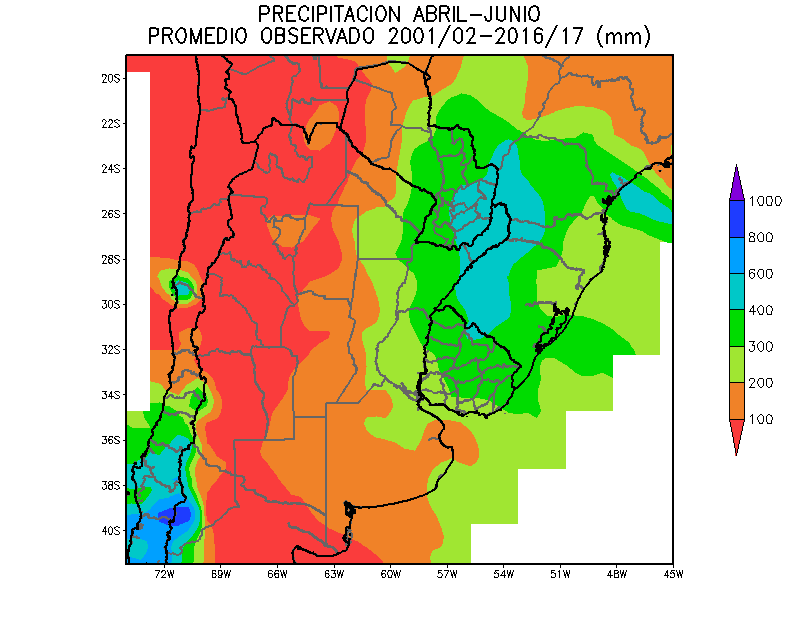 PRECIPITACION ABRIL-JUNIO
PROMEDIO OBSERVADO 2001/02-2016/17 (mm)
20S
22S
24S
26S
28S
30S
32S
34S
36S
38S
40S
72W
69W
66W
63W
60W
57W
54W
51W
48W
45W
1000
800
600
400
300
200
100